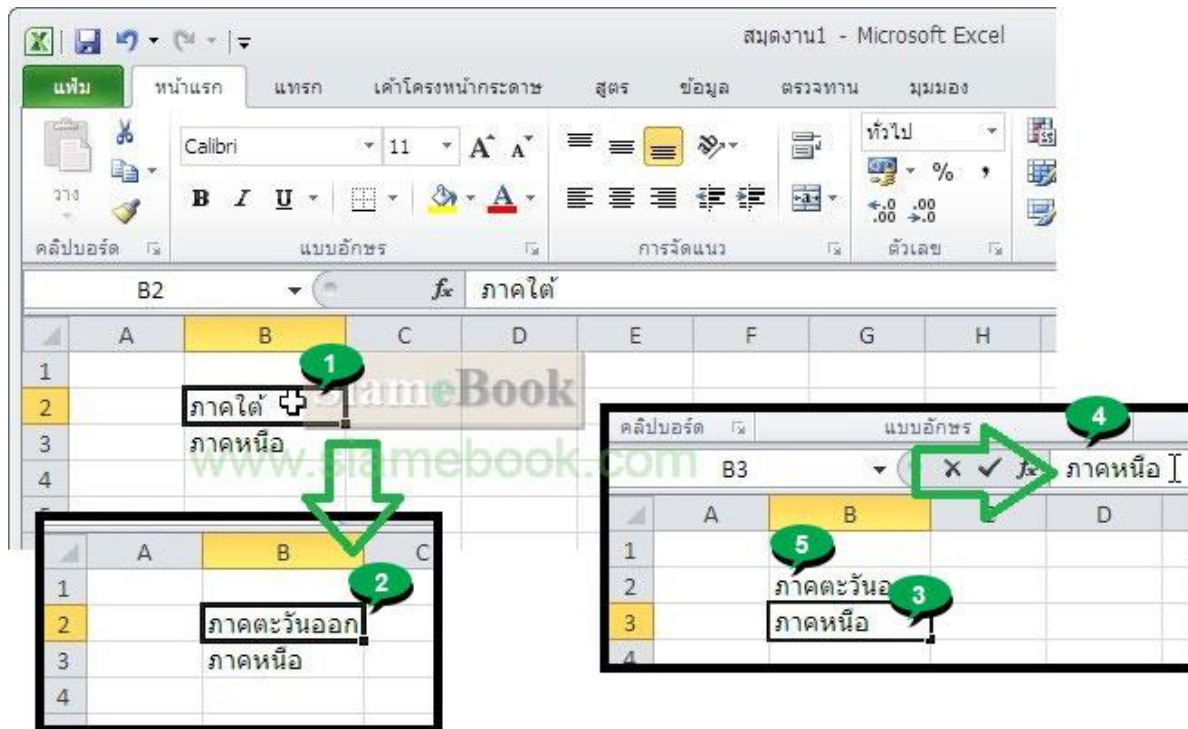 สมุดงาน1 - Microsoft Excel
แฟ้ม หน้าแรก แทรก เค้าโครงหน้ากระดาษ สูตร ข้อมูล ตรวจทาน มุมมอง
Calibri 11 A A ทั่วไป
วาง B I U A % ,
.0 .00
.00 .0
คลิปบอร์ด แบบอักษร การจัดแนว ตัวเลข
B2 fx ภาคใต้
A B C D E F G H
1 1
2 ภาคใต้ SiameBook
3 ภาคหนือ
www.siamebook.com
4
A B C
1 2
2 ภาคตะวันออก
3 ภาคหนือ
4
คลิปบอร์ด แบบอักษร 4
B3 fx ภาคหนือ
A B D
1 5
2 ภาคตะวันอ 3
3 ภาคหนือ
4